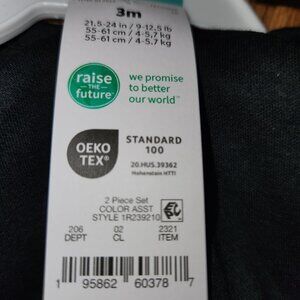 3m
21.5-24 in / 9-12.5 lb
55-61 cm / 4-5.7 kg
55-61 cm / 4-5,7 kg
raise
THE
future
we promise
to better
our world™
OEKO
TEX®
STANDARD
100
20.HUS.39362
Hohenstein HTTI
2 Piece Set
COLOR ASST
STYLE 1R239210
206 02 2321
DEPT CL ITEM
1 95862 60378 7